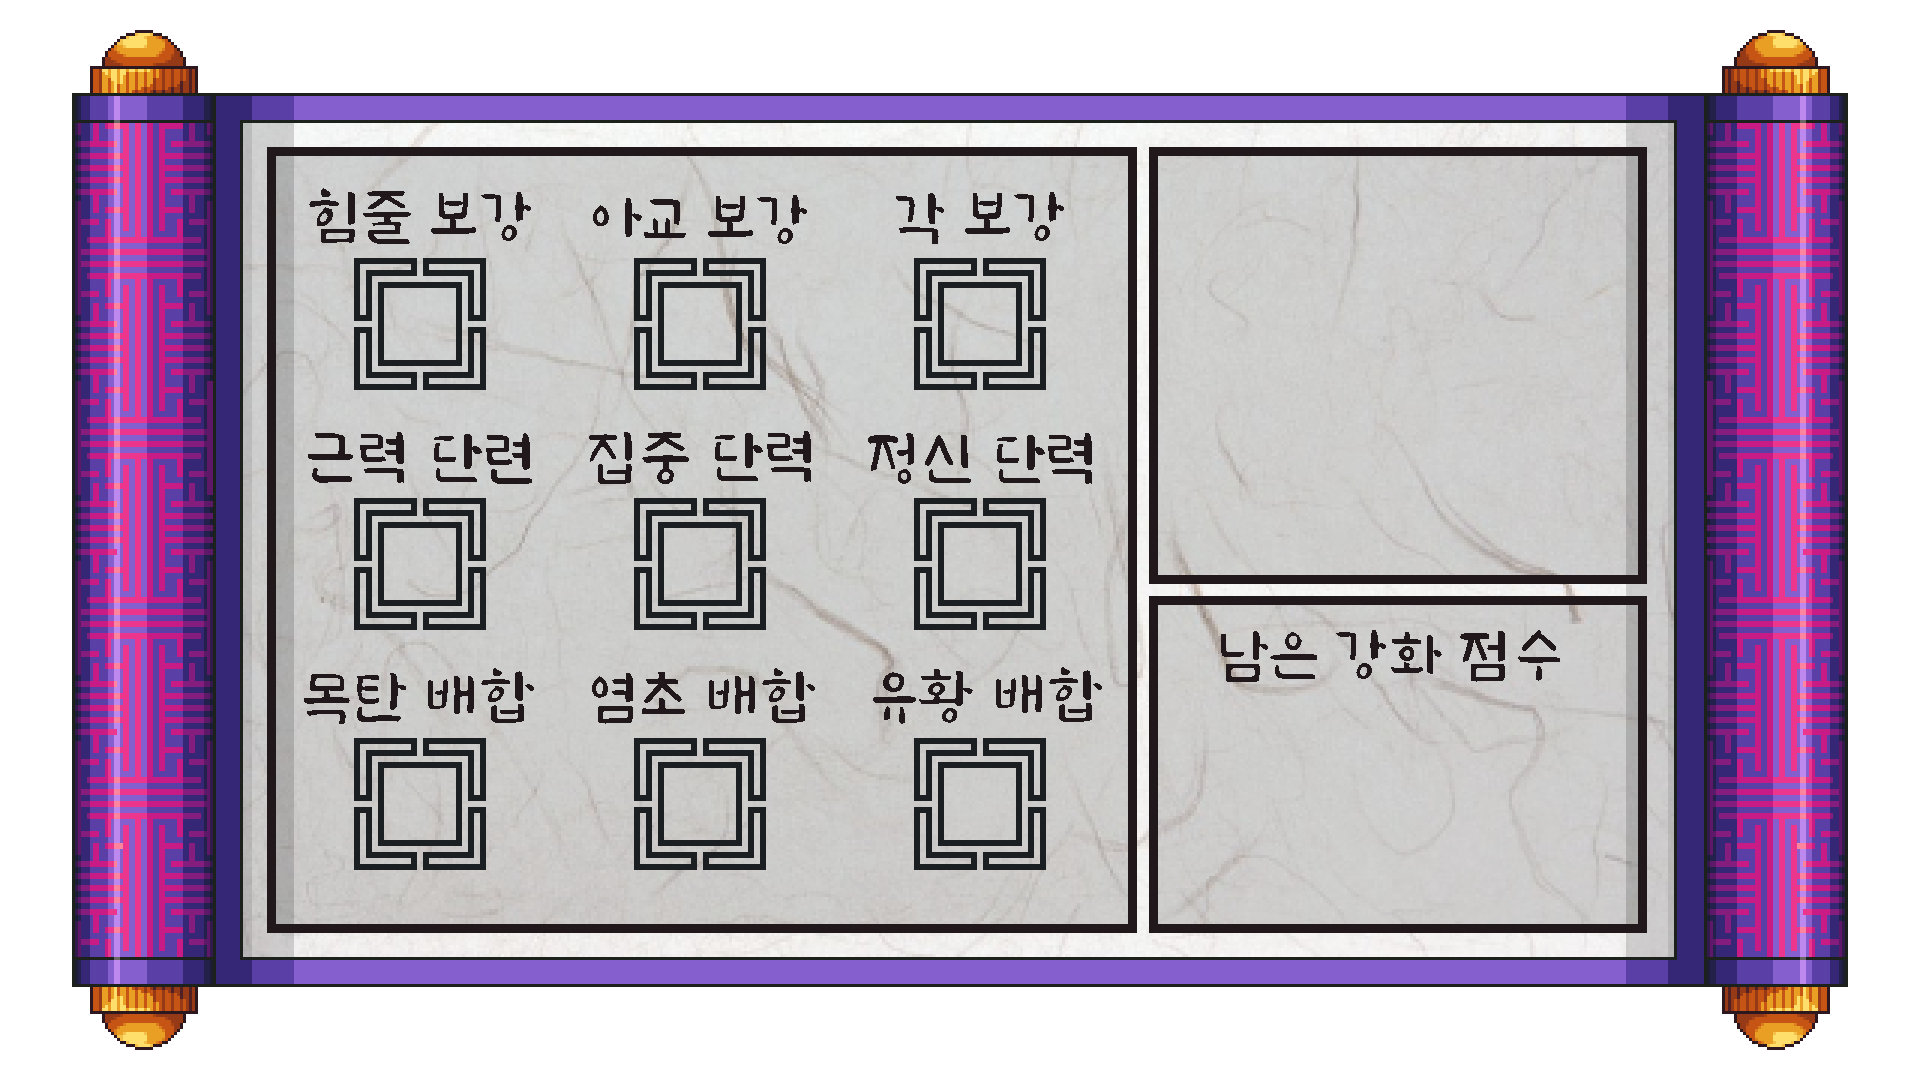 힘줄 보강 아교 보강 각 보강
근력 단련 집중 단력 정신 단력
목탄 배합 염초 배합 유황 배합
남은 강화 점수